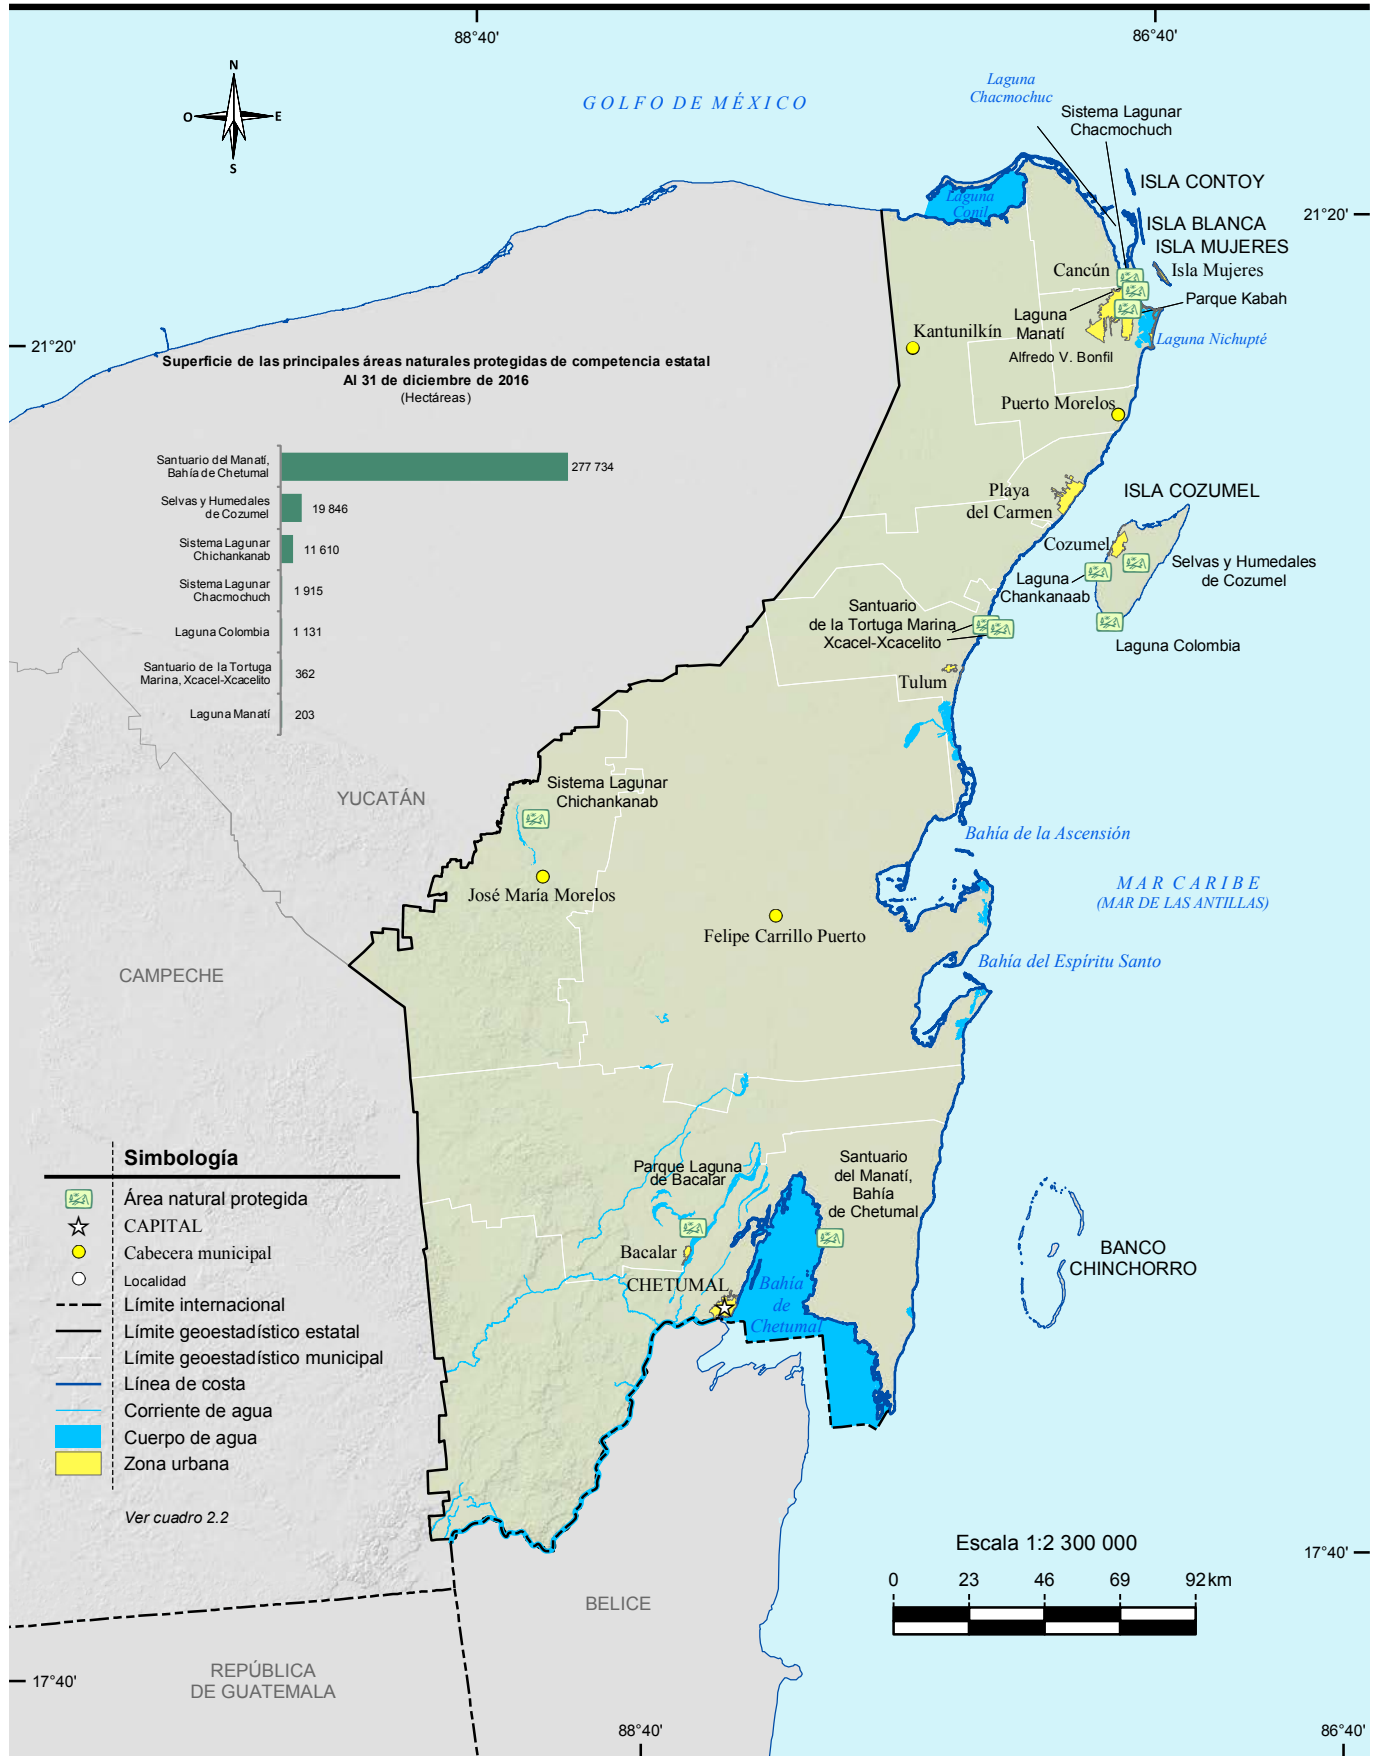 88°40'
86°40'
N
O
E
S
GOLFO DE MÉXICO
Laguna
Chacmochuc
Sistema Lagunar
Chacmochuch
ISLA CONTOY
Laguna
Conil
21°20'
ISLA BLANCA
ISLA MUJERES
Cancún
Isla Mujeres
Parque Kabah
Laguna
Manatí
Laguna Nichupté
Kantunilkín
Alfredo V. Bonfil
21°20'
Superficie de las principales áreas naturales protegidas de competencia estatal
Al 31 de diciembre de 2016
(Hectáreas)
Puerto Morelos
Santuario del Manatí,
Bahía de Chetumal
277 734
Selvas y Humedales
de Cozumel
19 846
Sistema Lagunar
Chichankanab
11 610
Sistema Lagunar
Chacmochuch
1 915
Laguna Colombia
1 131
Santuario de la Tortuga
Marina, Xcacel-Xcacelito
362
Laguna Manatí
203
Playa
del Carmen
ISLA COZUMEL
Cozumel
Selvas y Humedales
de Cozumel
Laguna
Chankanaab
Santuario
de la Tortuga Marina
Xcacel-Xcacelito
Laguna Colombia
Tulum
Sistema Lagunar
Chichankanab
YUCATÁN
Bahía de la Ascensión
José María Morelos
MAR CARIBE
(MAR DE LAS ANTILLAS)
Felipe Carrillo Puerto
Bahía del Espíritu Santo
CAMPECHE
Parque Laguna
de Bacalar
Santuario
del Manatí,
Bahía
de Chetumal
Bacalar
CHETUMAL
Bahía
de
Chetumal
BANCO
CHINCHORRO
Simbología
Área natural protegida
CAPITAL
Cabecera municipal
Localidad
Límite internacional
Límite geoestadístico estatal
Límite geoestadístico municipal
Línea de costa
Corriente de agua
Cuerpo de agua
Zona urbana
Ver cuadro 2.2
Escala 1:2 300 000
0 23 46 69 92 km
17°40'
BELICE
REPÚBLICA
DE GUATEMALA
17°40'
88°40'
86°40'